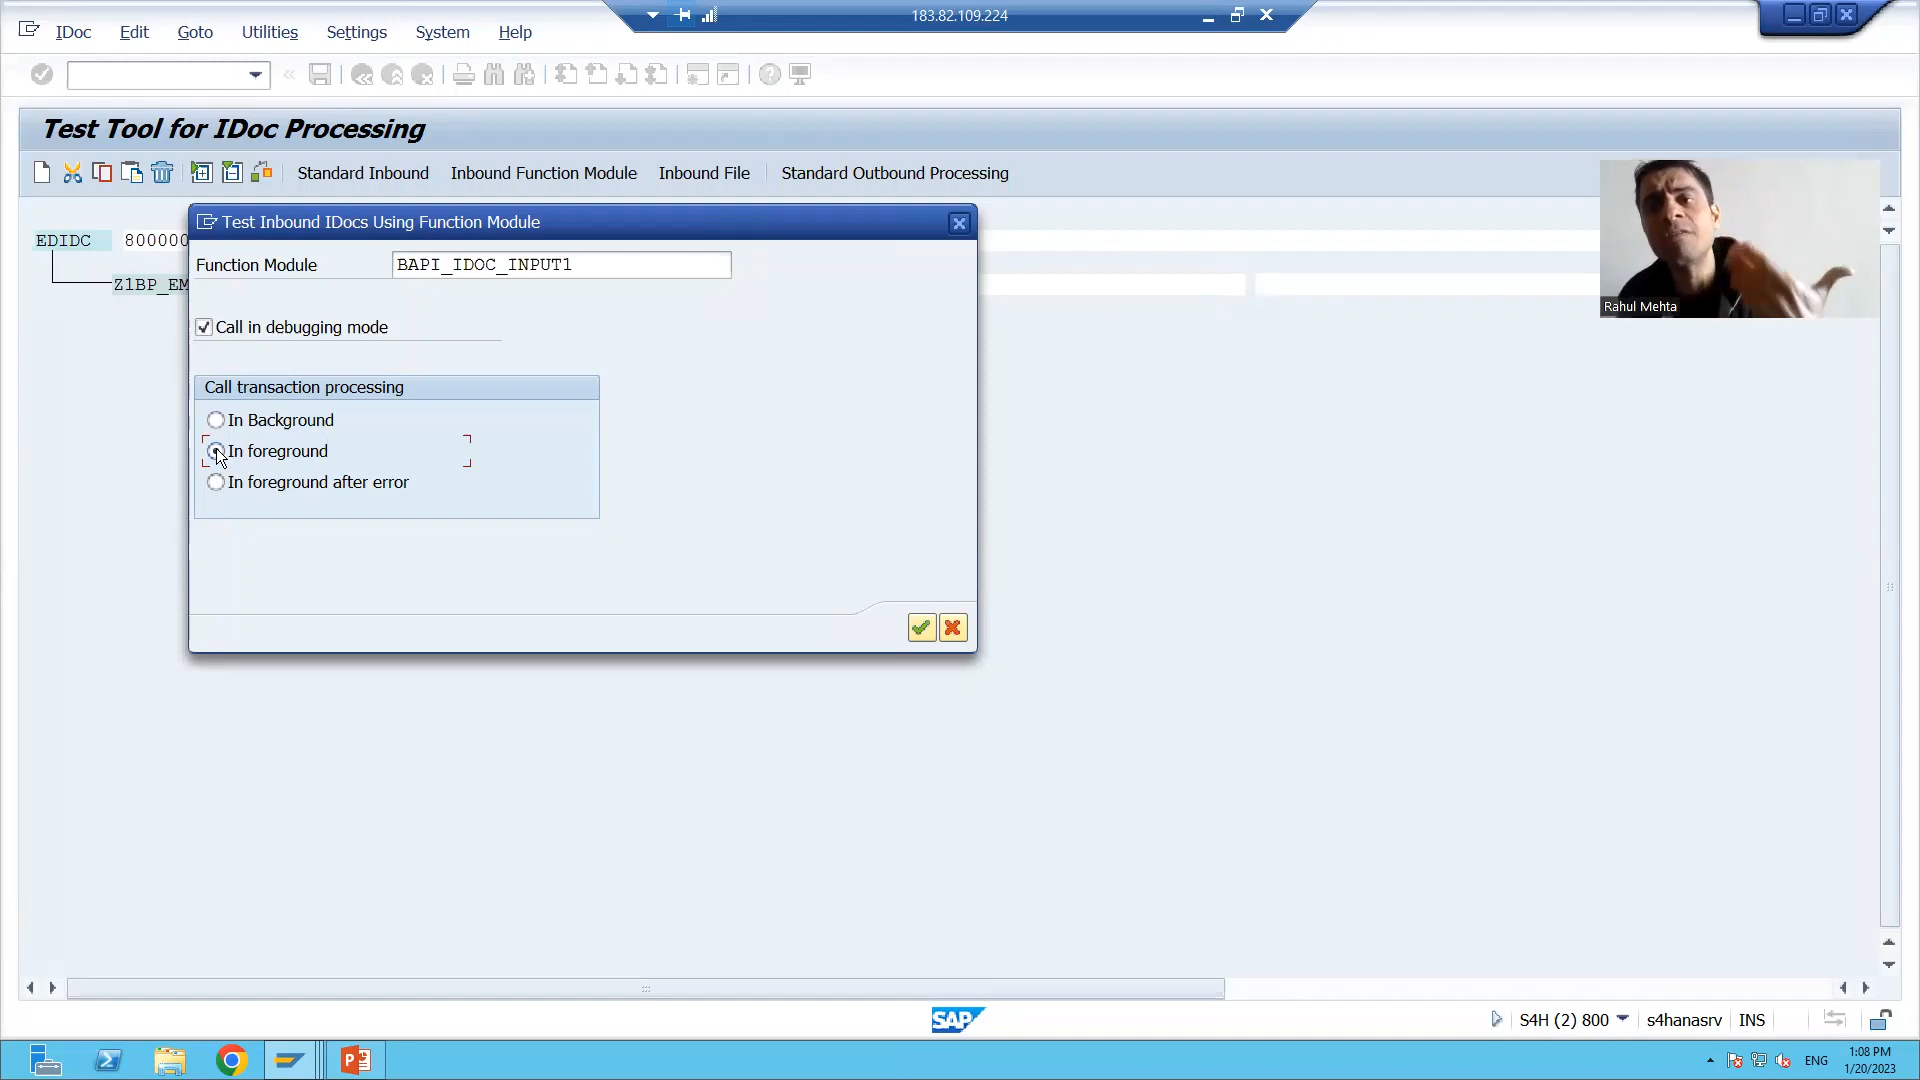 183.82.109.224
IDoc Edit Goto Utilities Settings System Help
Test Tool for IDoc Processing
Standard Inbound Inbound Function Module Inbound File Standard Outbound Processing
EDIDC 800000
Z1BP_EM
Test Inbound IDocs Using Function Module
Function Module BAPI_IDOC_INPUT1
Call in debugging mode
Call transaction processing
In Background
In foreground
In foreground after error
Rahul Mehta
SAP
S4H (2) 800 s4hanasrv INS
ENG
1:08 PM
1/20/2023